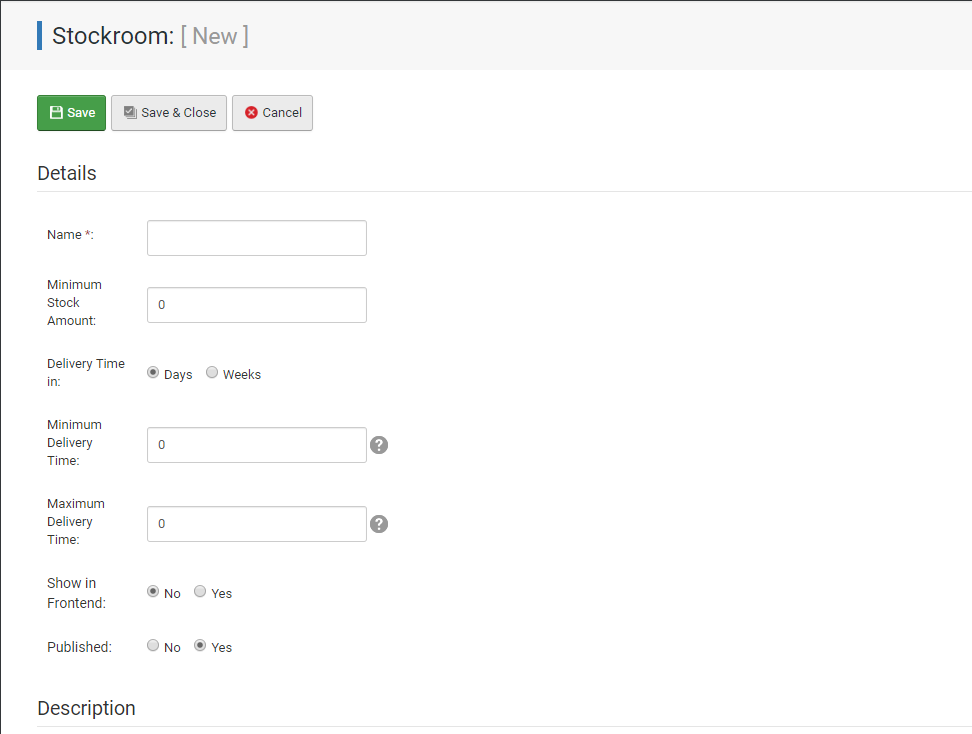 Stockroom: [ New ]
Save Save & Close Cancel
Details
Name *:
Minimum
Stock
Amount:
0
Delivery Time
in:
Days Weeks
Minimum
Delivery
Time:
0 ?
Maximum
Delivery
Time:
0 ?
Show in
Frontend:
No Yes
Published:
No Yes
Description